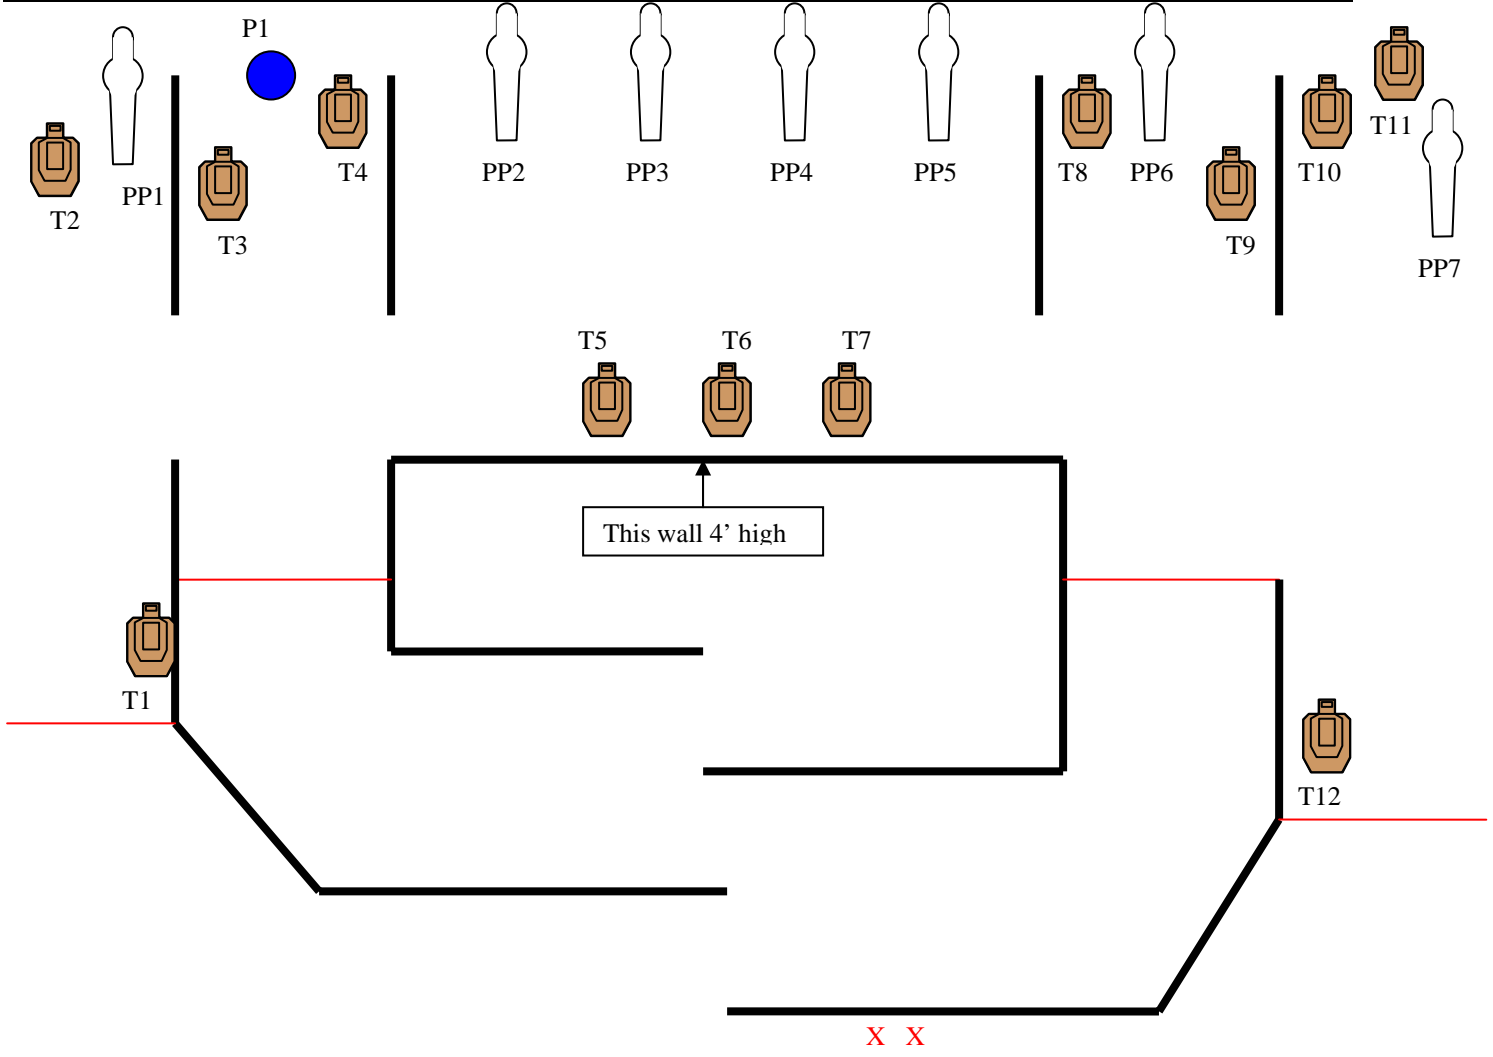 P1
T2
PP1
T3
T4
PP2
PP3
PP4
PP5
T8
PP6
T9
T10
T11
PP7
T5
T6
T7
This wall 4’ high
T1
T12
X X